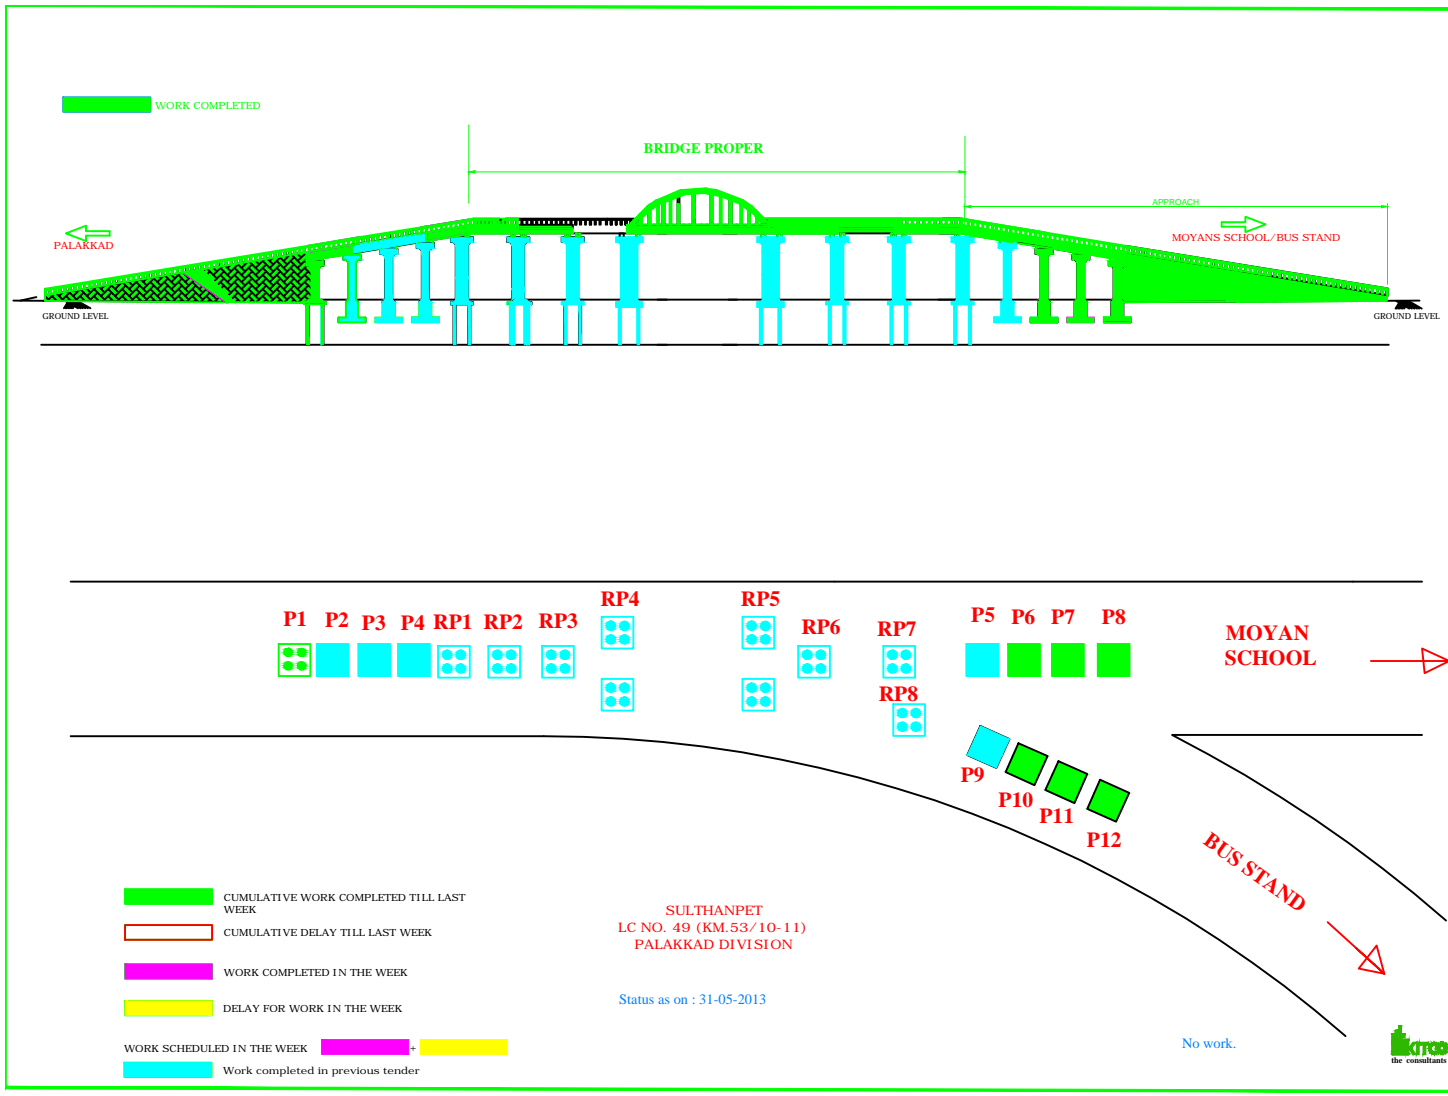 WORK COMPLETED
BRIDGE PROPER
APPROACH
PALAKKAD
MOYANS SCHOOL/BUS STAND
GROUND LEVEL
GROUND LEVEL
P1
P2
P3
P4
RP1
RP2
RP3
RP4
RP5
RP6
RP7
RP8
P5
P6
P7
P8
MOYAN
SCHOOL
P9
P10
P11
P12
BUS STAND
CUMULATIVE WORK COMPLETED TILL LAST
WEEK
CUMULATIVE DELAY TILL LAST WEEK
WORK COMPLETED IN THE WEEK
DELAY FOR WORK IN THE WEEK
WORK SCHEDULED IN THE WEEK +
Work completed in previous tender
SULTHANPET
LC NO. 49 (KM.53/10-11)
PALAKKAD DIVISION
Status as on : 31-05-2013
No work.
KITCO
the consultants